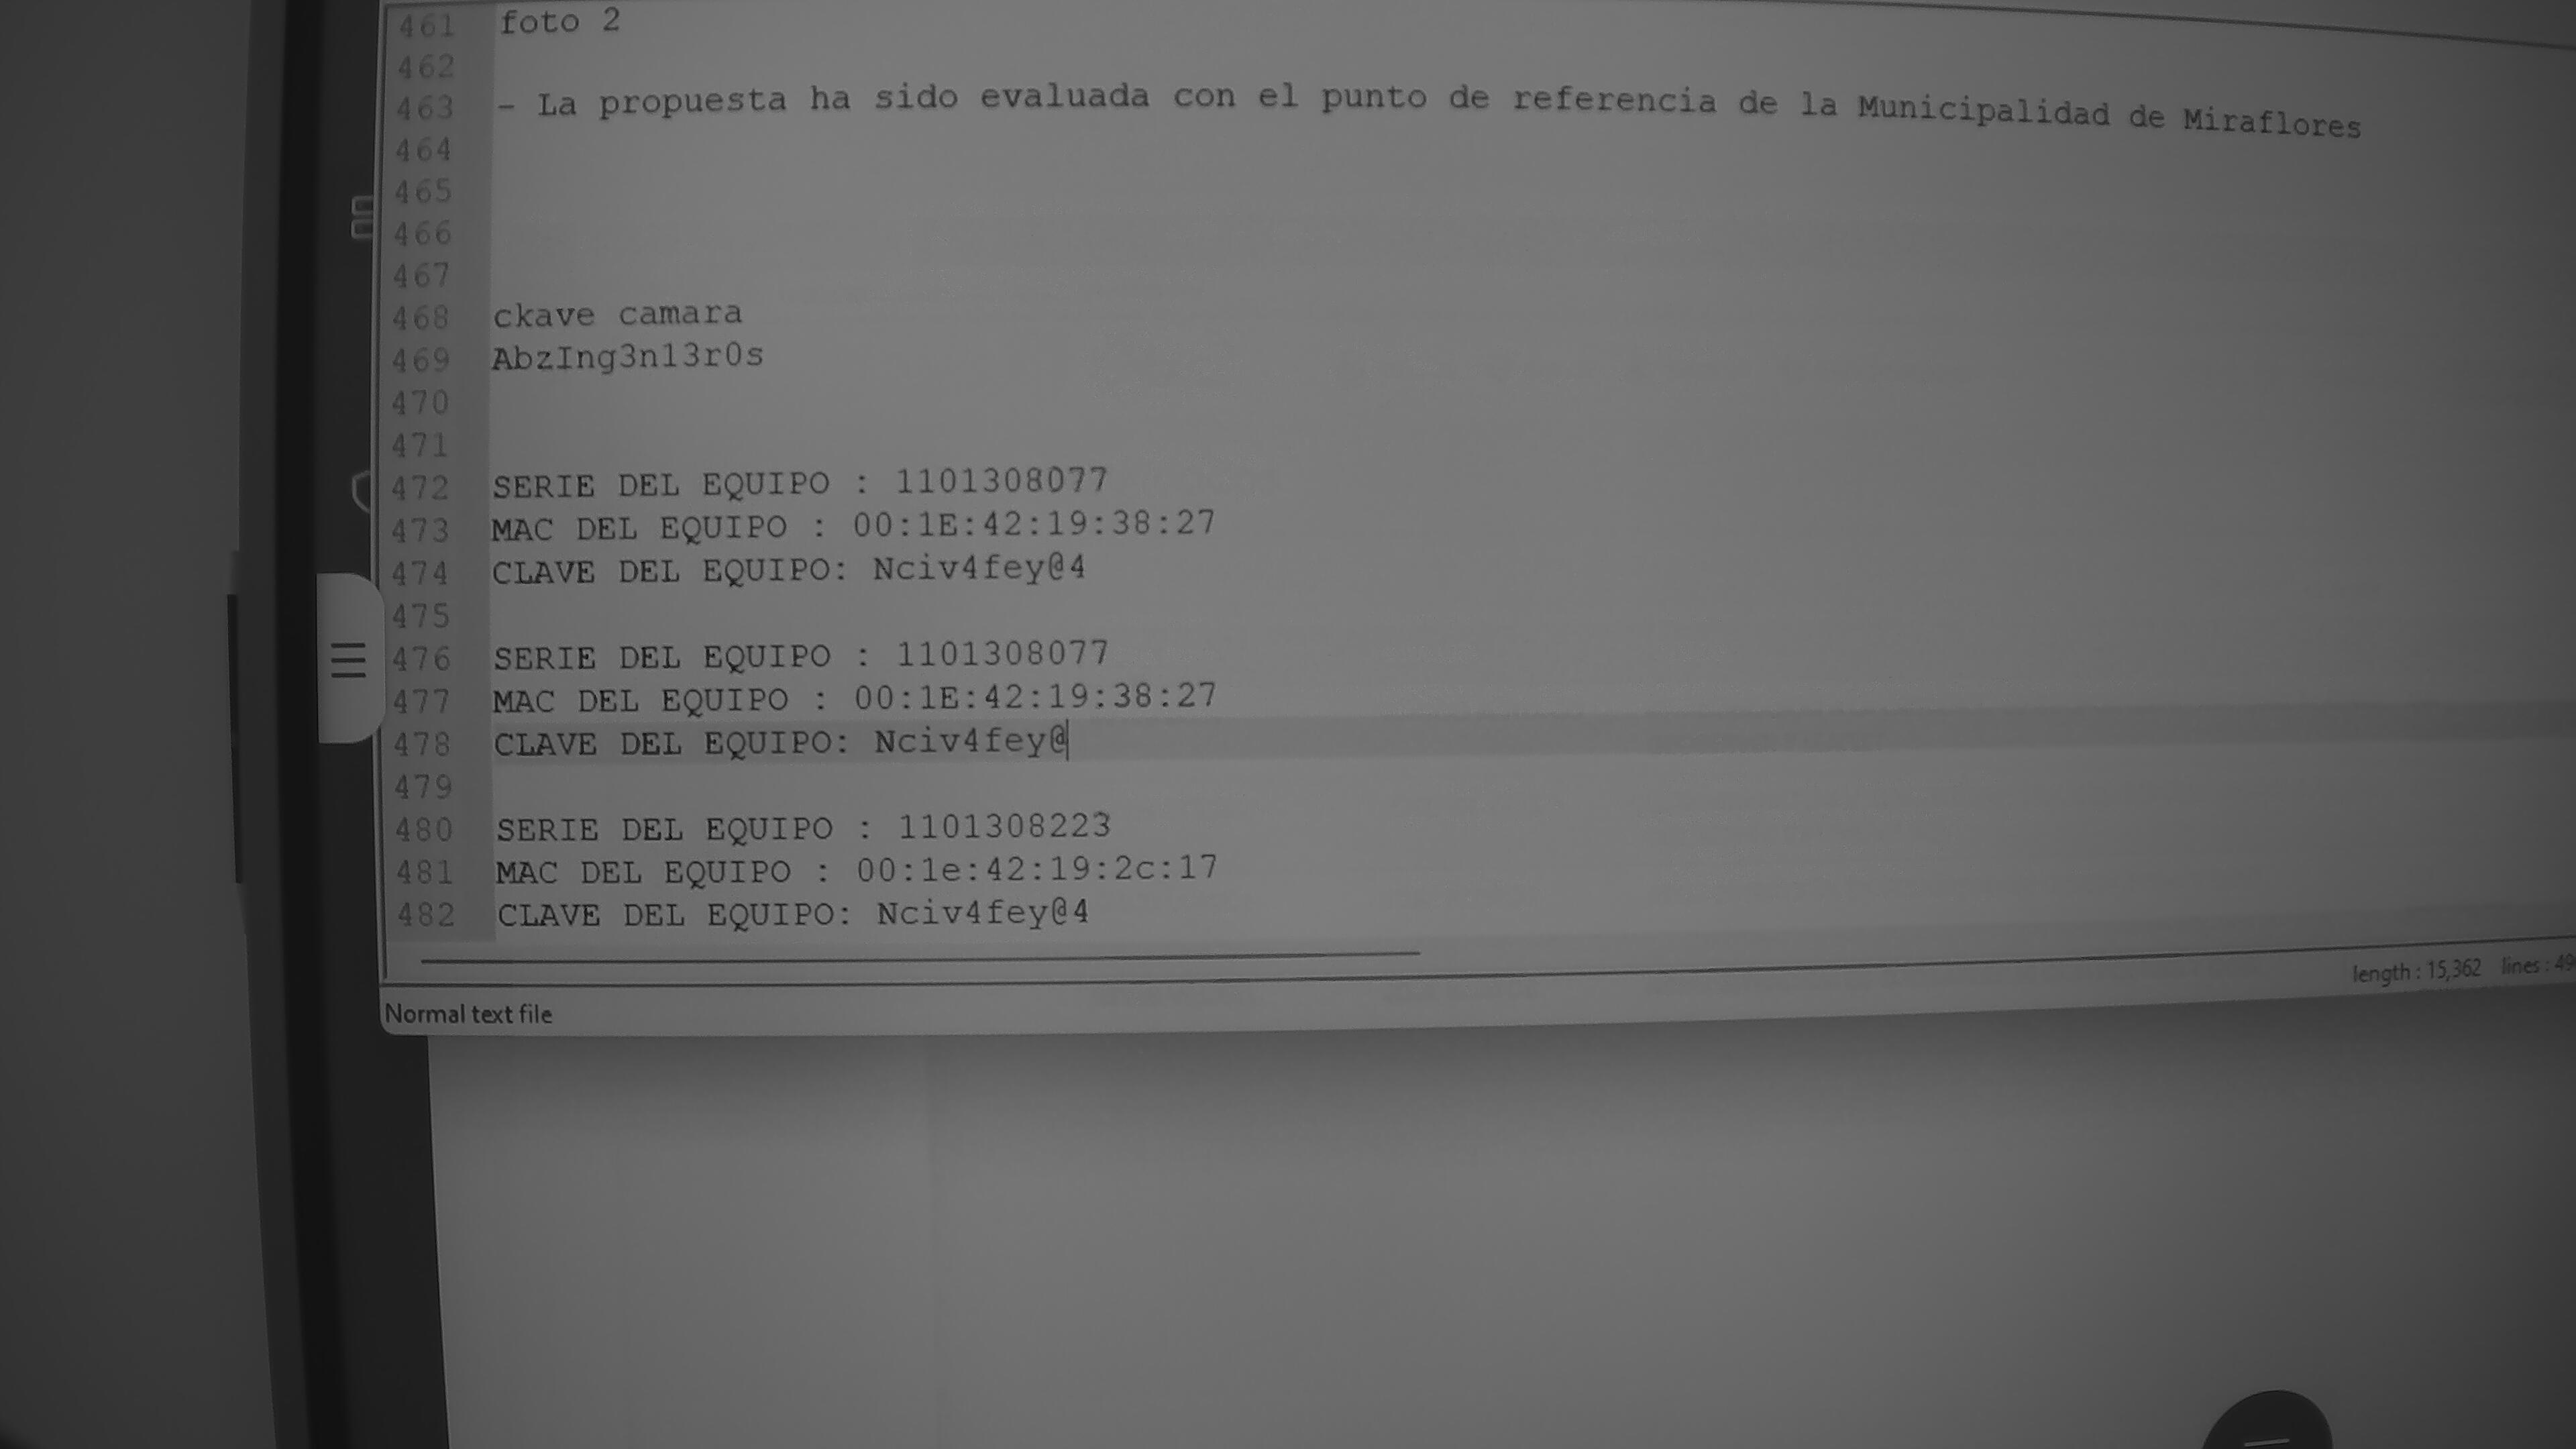 461 foto 2
462
463 - La propuesta ha sido evaluada con el punto de referencia de la Municipalidad de Miraflores
464
465
466
467
468 ckave camara
469 AbzIng3n13r0s
470
471
472 SERIE DEL EQUIPO : 1101308077
473 MAC DEL EQUIPO : 00:1E:42:19:38:27
474 CLAVE DEL EQUIPO: Nciv4fey@4
475
476 SERIE DEL EQUIPO : 1101308077
477 MAC DEL EQUIPO : 00:1E:42:19:38:27
478 CLAVE DEL EQUIPO: Nciv4fey@
479
480 SERIE DEL EQUIPO : 1101308223
481 MAC DEL EQUIPO : 00:1e:42:19:2c:17
482 CLAVE DEL EQUIPO: Nciv4fey@4
Normal text file length : 15,362 lines : 49